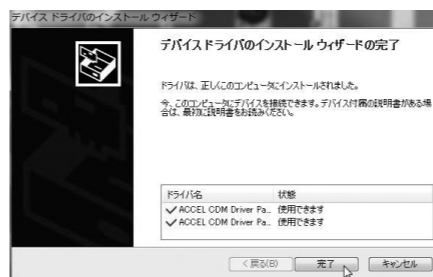 デバイス ドライバのインストール ウィザード
デバイス ドライバのインストール ウィザードの完了
ドライバは、正しくこのコンピュータにインストールされました。
今、このコンピュータにデバイスを接続できます。デバイス付属の説明書がある場
合は、最初に説明書をお読みください。
ドライバ名 状態
ACCEL CDM Driver Pa... 使用できます
ACCEL CDM Driver Pa... 使用できます
< 戻る(B) 完了 キャンセル